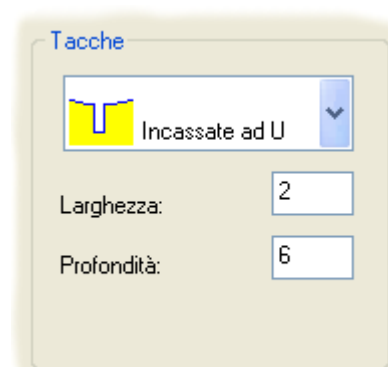 Tacche
Incassate ad U
Larghezza: 2
Profondità: 6